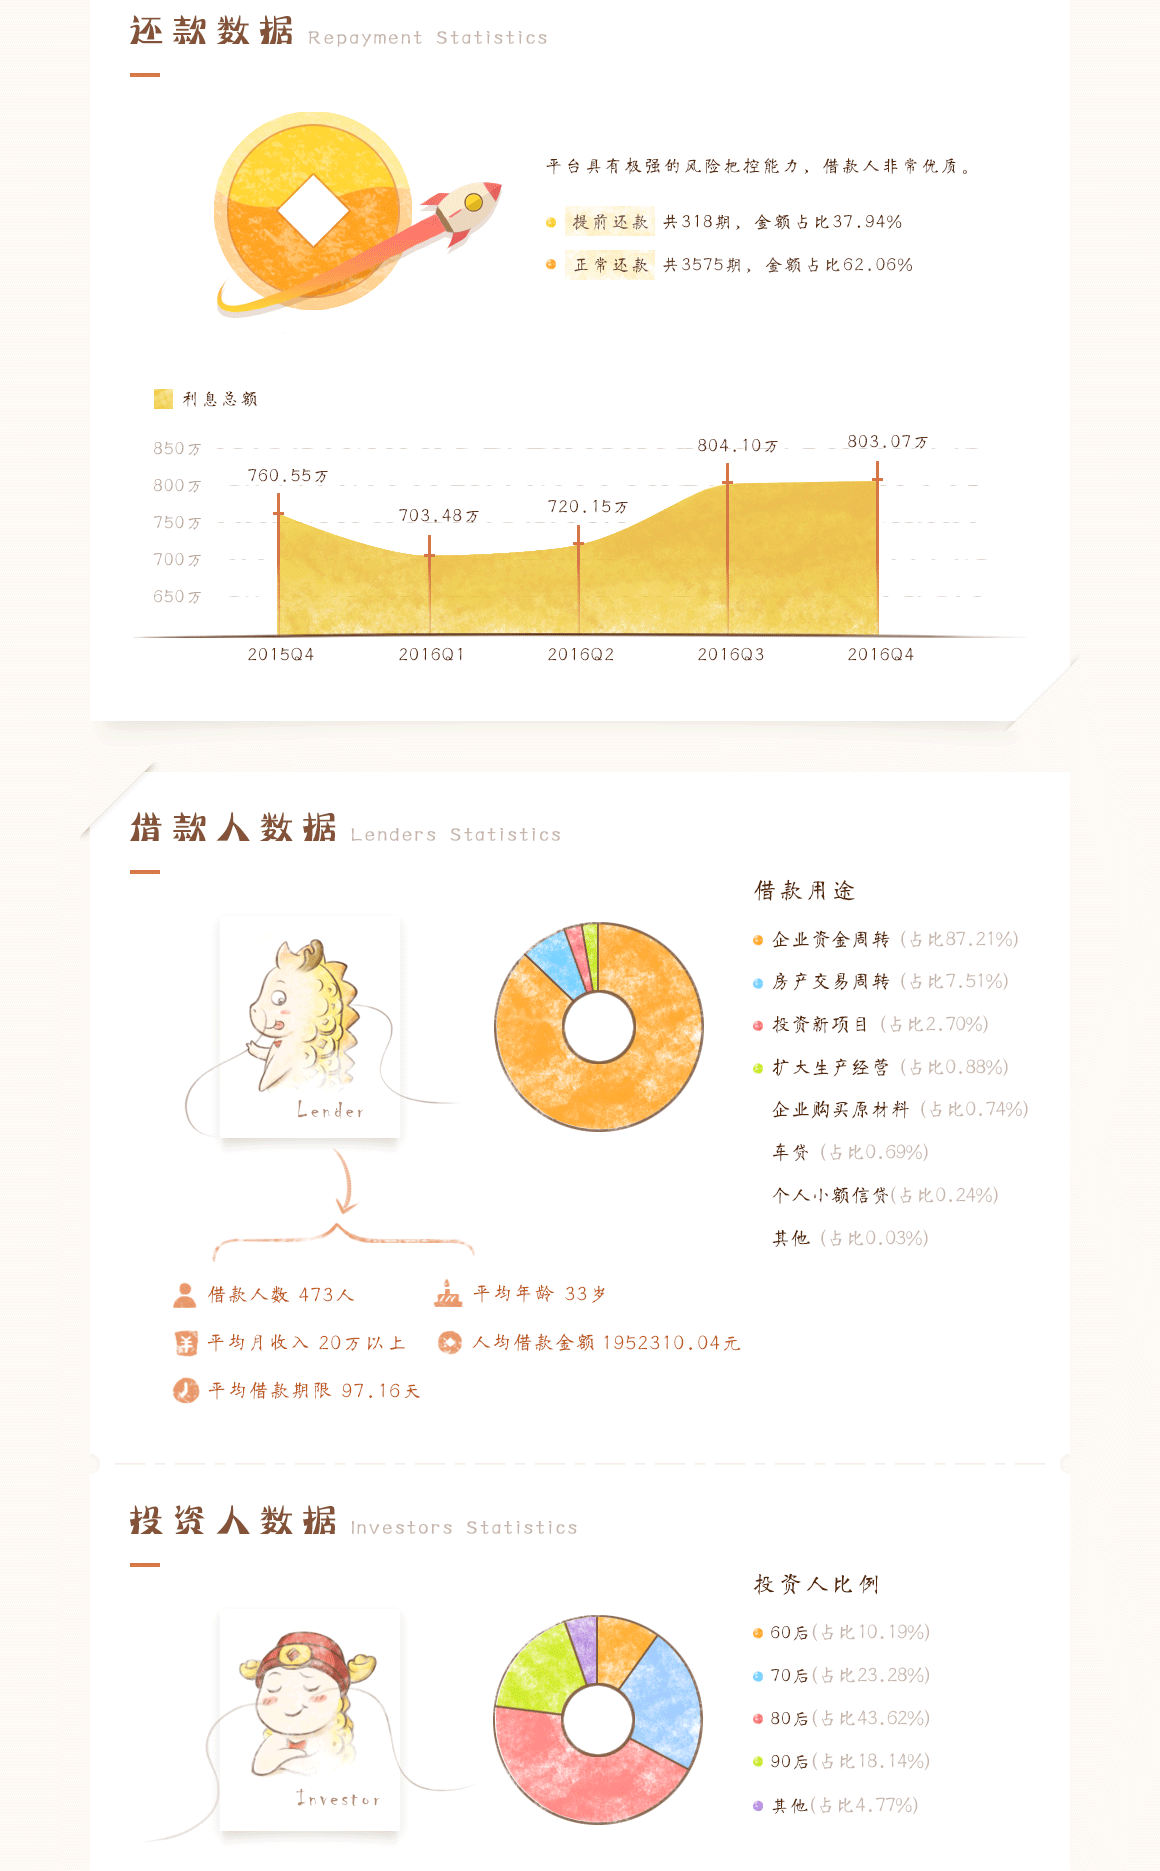 还款数据 Repayment Statistics
平台具有极强的风险把控能力，借款人非常优质。
提前还款 共318期，金额占比37.94%
正常还款 共3575期，金额占比62.06%
利息总额
850万
800万
750万
700万
650万
760.55万
703.48万
720.15万
804.10万
803.07万
2015Q4 2016Q1 2016Q2 2016Q3 2016Q4
借款人数据 Lenders Statistics
Lender
借款用途
企业资金周转 (占比87.21%)
房产交易周转 (占比7.51%)
投资新项目 (占比2.70%)
扩大生产经营 (占比0.88%)
企业购买原材料 (占比0.74%)
车贷 (占比0.69%)
个人小额信贷(占比0.24%)
其他 (占比0.03%)
借款人数 473人
平均年龄 33岁
平均月收入 20万以上
人均借款金额 1952310.04元
平均借款期限 97.16天
投资人数据 Investors Statistics
Investor
投资人比例
60后(占比10.19%)
70后(占比23.28%)
80后(占比43.62%)
90后(占比18.14%)
其他(占比4.77%)